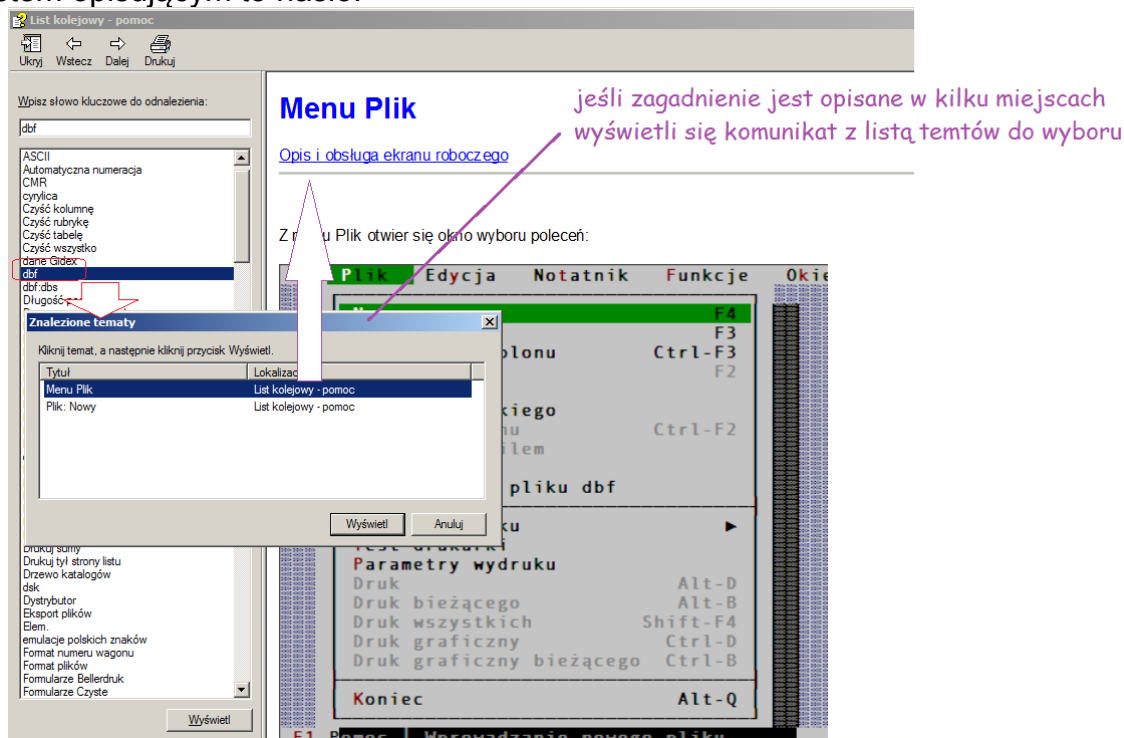 List kolejowy - pomoc
Ukryj Wstecz Dalej Drukuj
Wpisz słowo kluczowe do odnalezienia:
dbf
ASCII
Automatyczna numeracja
CMR
cyrylica
Czyść kolumnę
Czyść rubrykę
Czyść tabelę
Czyść wszystko
dane Gidex
dbf
dbf:dbs
Menu Plik
Opis i obsługa ekranu roboczego
jeśli zagadnienie jest opisane w kilku miejscach
wyświetli się komunikat z listą temtów do wyboru
Plik otwier się okno wyboru poleceń:
Plik Edycja Notatnik Funkcje
F4
F3
Ctrl-F3
F2
Ctrl-F2
pliku dbf
Znalezione tematy
Kliknij temat, a następnie kliknij przycisk Wyświetl.
Tytuł
Menu Plik List kolejowy - pomoc
Plik: Nowy List kolejowy - pomoc
Wyświetl Anuluj
Drukuj sumy
Drukuj tył strony listu
Drzewo katalogów
dsk
Dystrybutor
Eksport plików
Elem.
emulacje polskich znaków
Format numeru wagonu
Format plików
Formularze Bellerdruk
Formularze Czyste
Wyświetl
Parametry wydruku
Druk Alt-D
Druk bieżącego Alt-B
Druk wszystkich Shift-F4
Druk graficzny Ctrl-D
Druk graficzny bieżącego Ctrl-B
Koniec Alt-Q